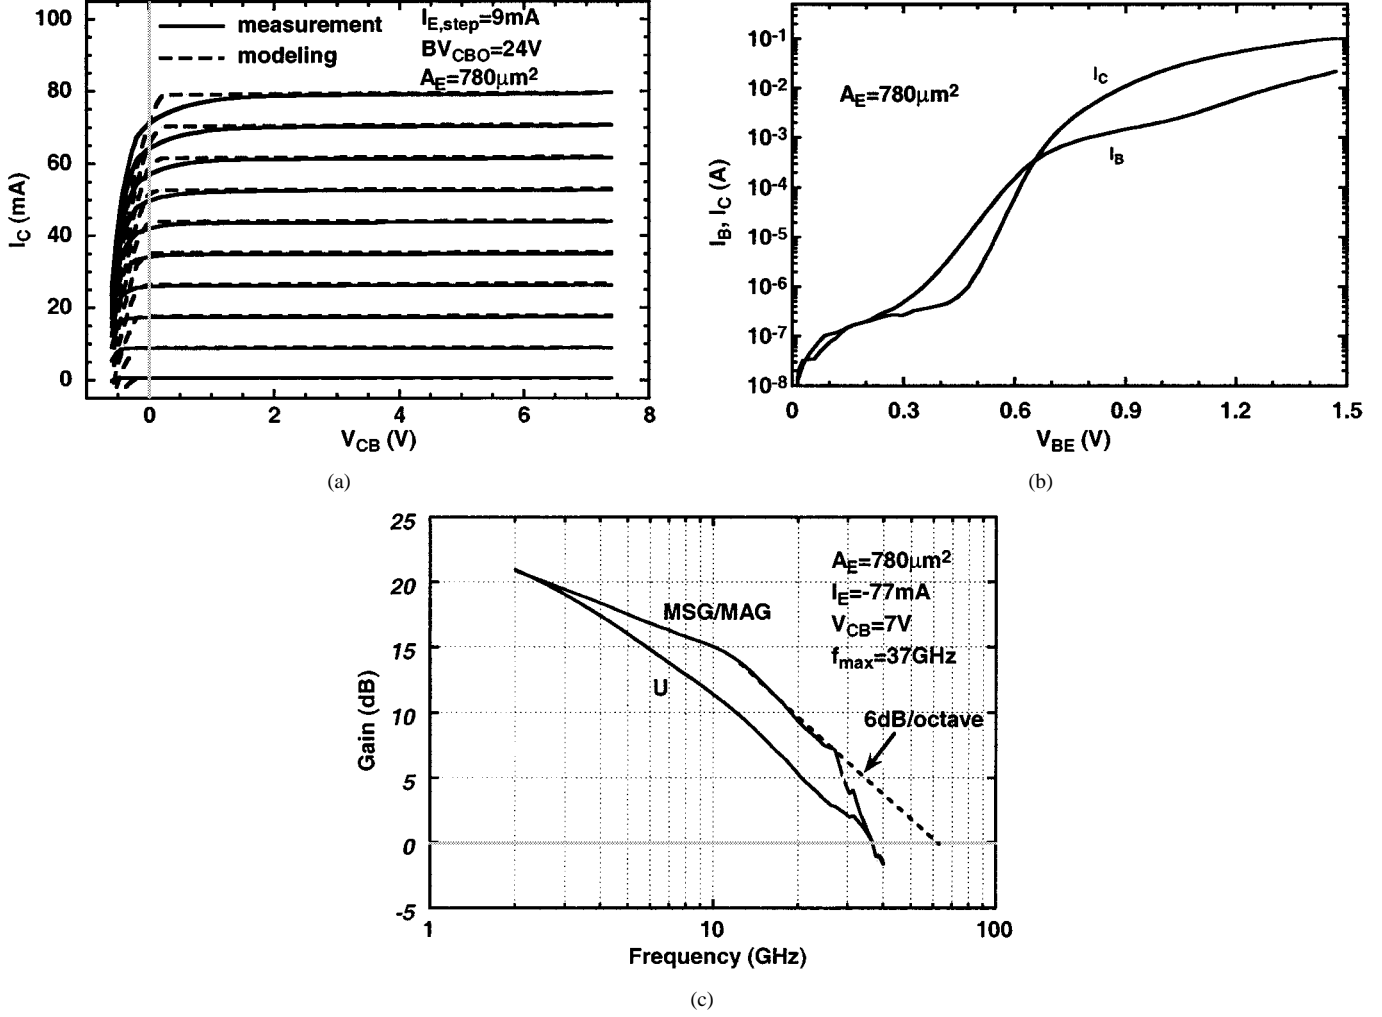 100
80
60
40
20
0
I_C (mA)
measurement
modeling
I_E,step=9mA
BV_CBO=24V
A_E=780μm²
0 2 4 6 8
V_CB (V)
(a)
10⁻¹
10⁻²
10⁻³
10⁻⁴
10⁻⁵
10⁻⁶
10⁻⁷
10⁻⁸
I_B, I_C (A)
A_E=780μm²
I_C
I_B
0 0.3 0.6 0.9 1.2 1.5
V_BE (V)
(b)
25
20
15
10
5
0
-5
Gain (dB)
MSG/MAG
U
A_E=780μm²
I_E=-77mA
V_CB=7V
f_max=37GHz
6dB/octave
1 10 100
Frequency (GHz)
(c)